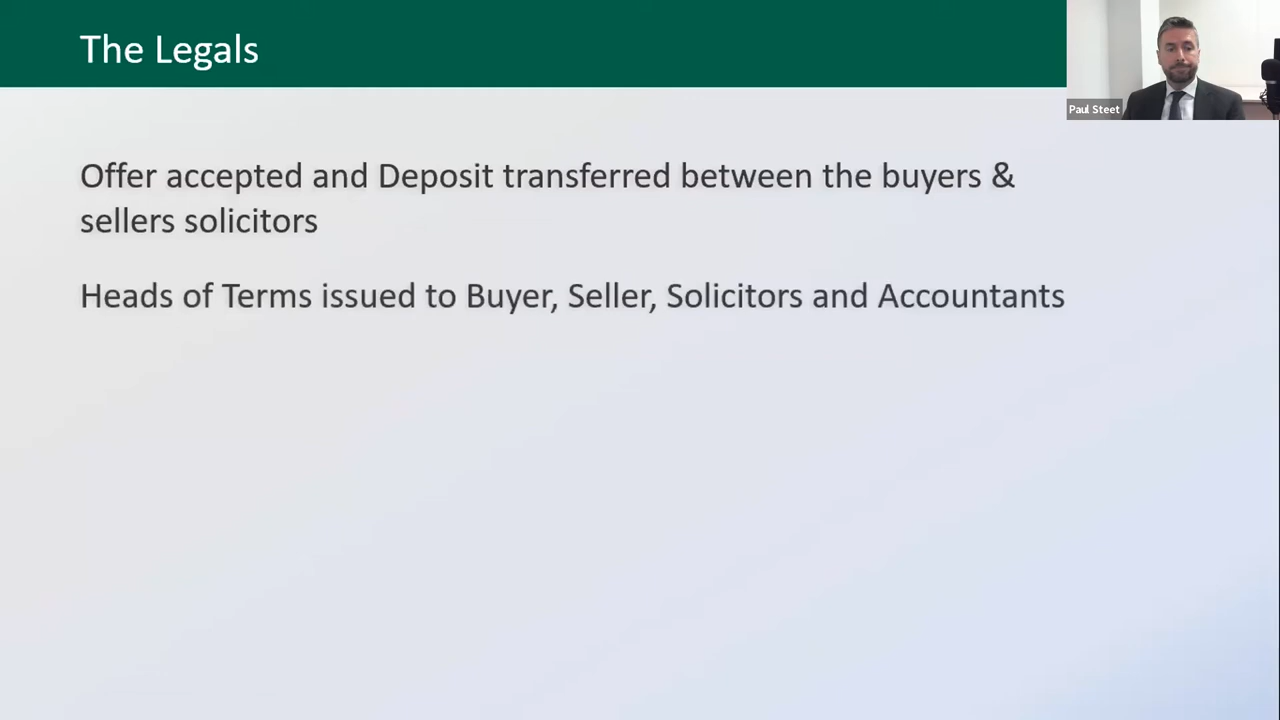 The Legals
Paul Steet
Offer accepted and Deposit transferred between the buyers &
sellers solicitors
Heads of Terms issued to Buyer, Seller, Solicitors and Accountants